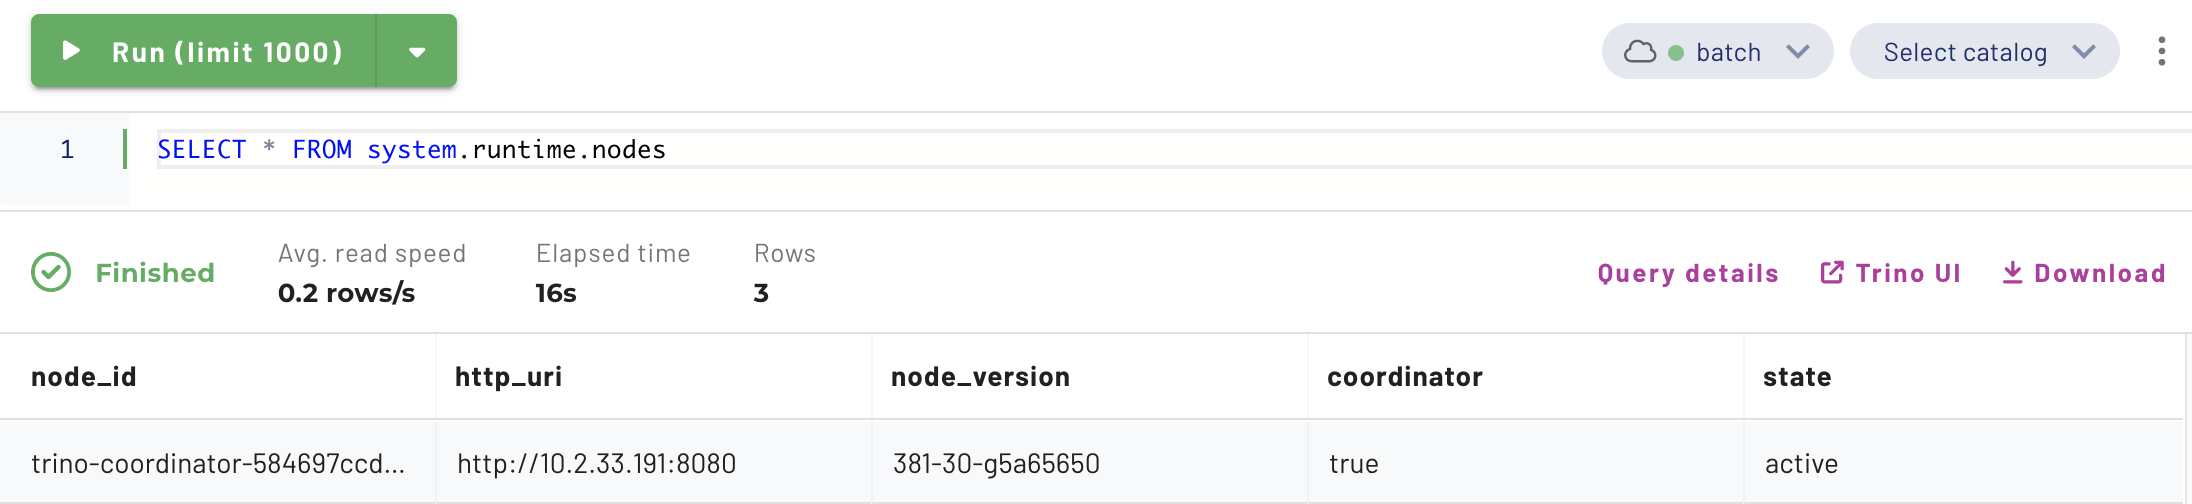 Run (limit 1000)
batch
Select catalog
1 SELECT * FROM system.runtime.nodes
Finished
Avg. read speed
0.2 rows/s
Elapsed time
16s
Rows
3
Query details
Trino UI
Download
node_id http_uri node_version coordinator state
trino-coordinator-584697ccd... http://10.2.33.191:8080 381-30-g5a65650 true active